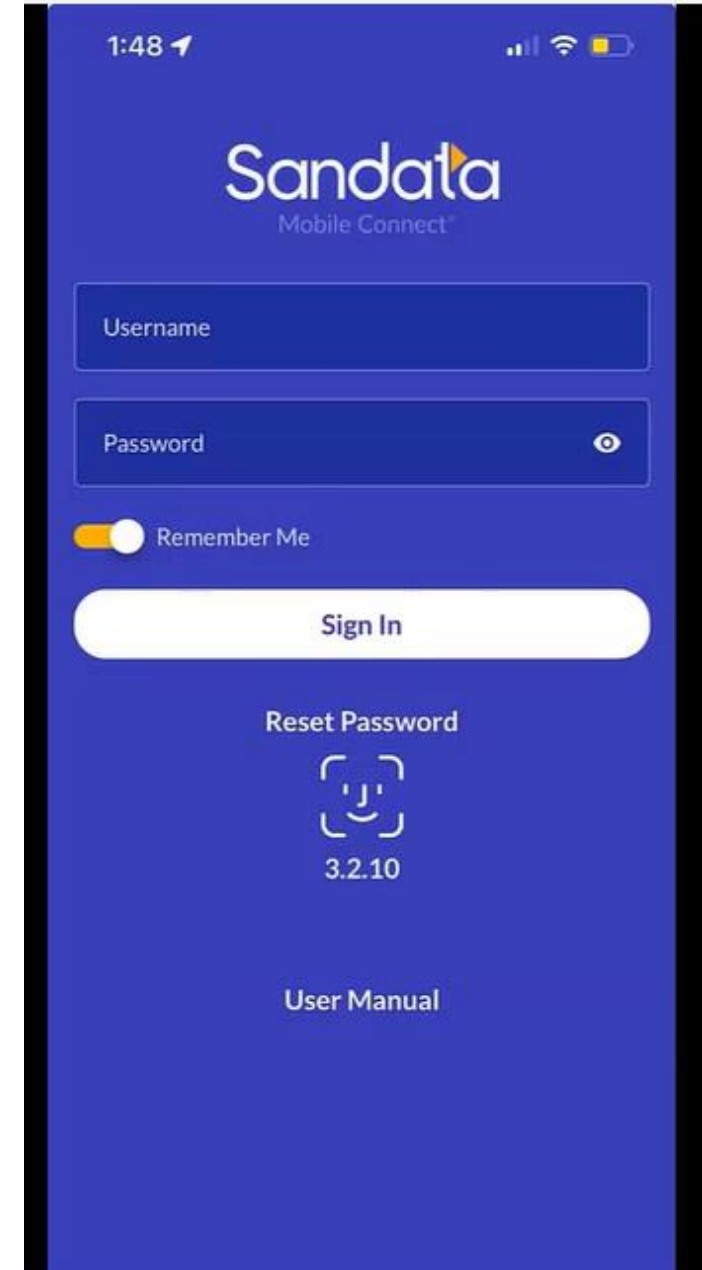 1:48
Sandata
Mobile Connect®
Username
Password
Remember Me
Sign In
Reset Password
3.2.10
User Manual